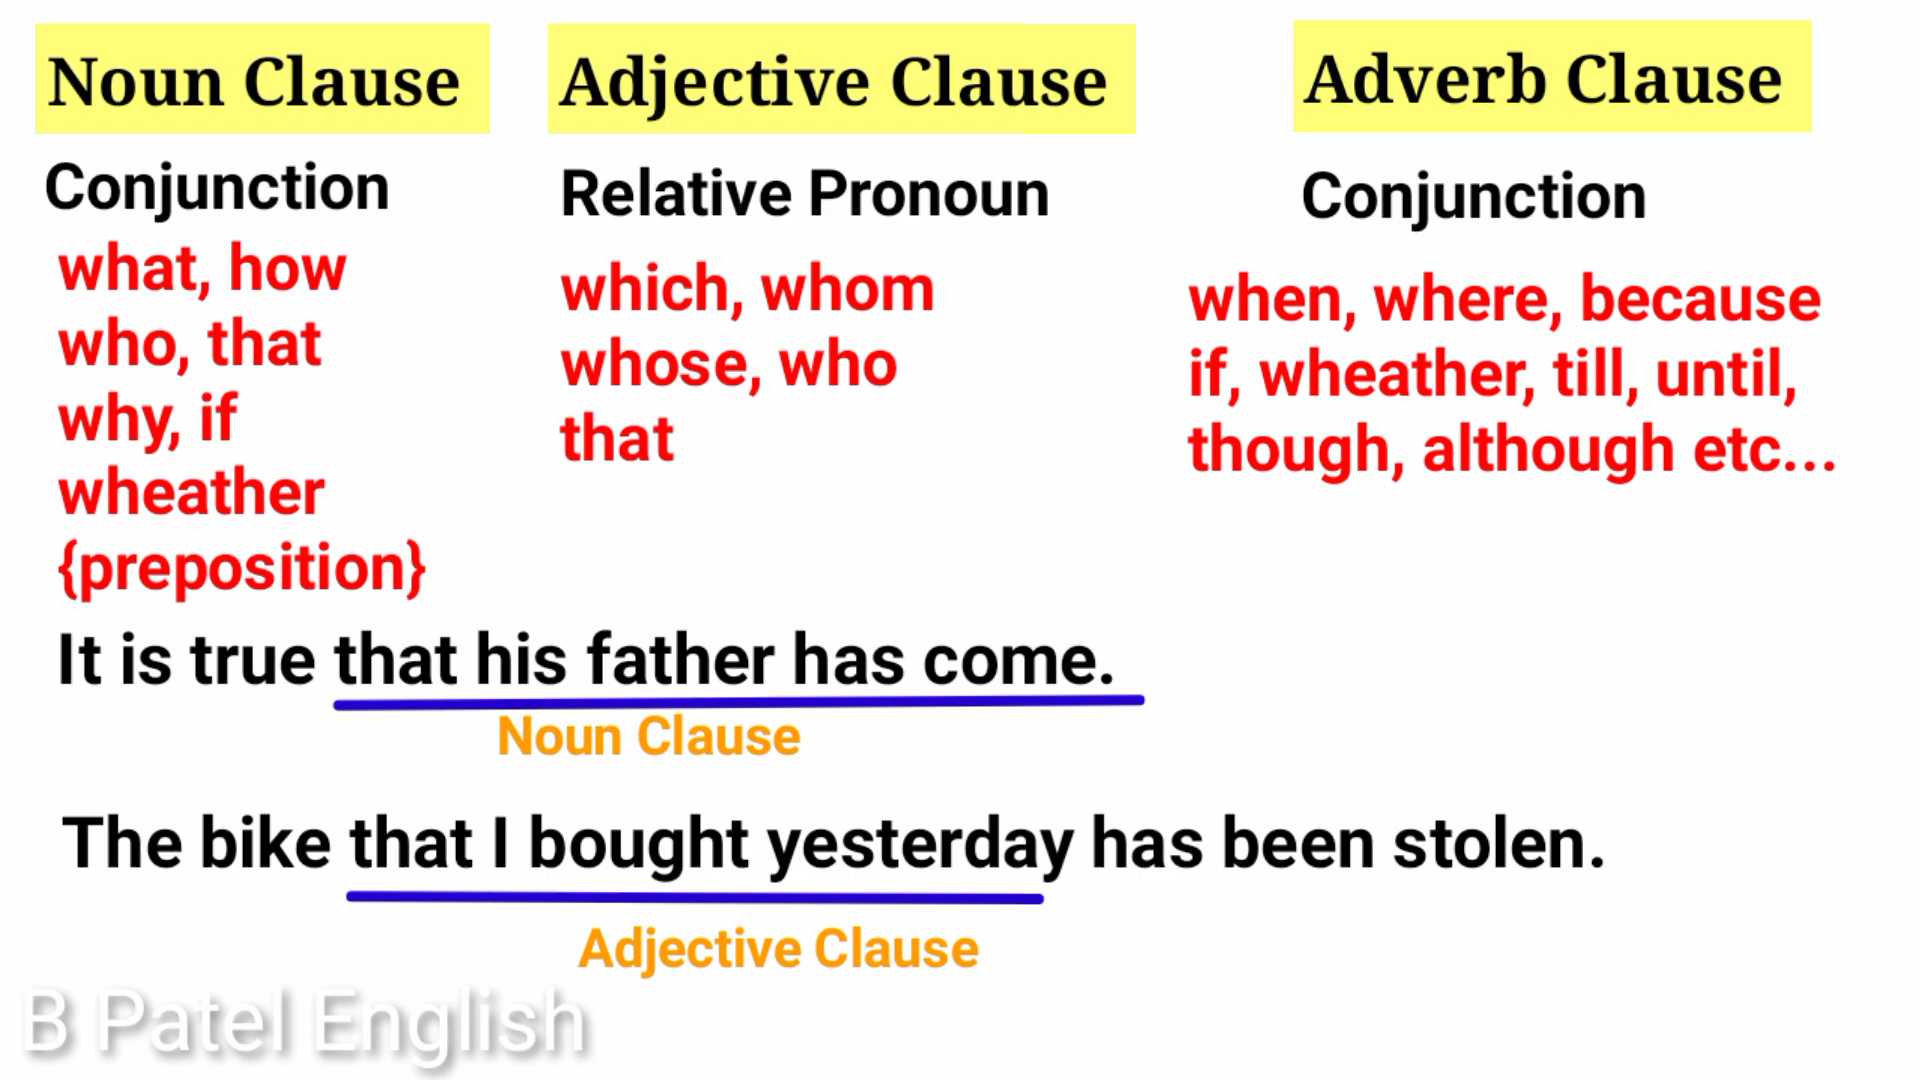 Noun Clause
Adjective Clause
Adverb Clause
Conjunction
what, how
who, that
why, if
wheather
{preposition}
Relative Pronoun
which, whom
whose, who
that
Conjunction
when, where, because
if, wheather, till, until,
though, although etc...
It is true that his father has come.
Noun Clause
The bike that I bought yesterday has been stolen.
Adjective Clause
B Patel English